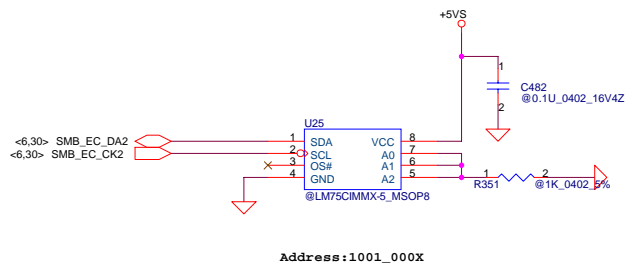 +5VS
1
C482
@0.1U_0402_16V4Z
2
U25
<6,30> SMB_EC_DA2 1 SDA VCC 8
<6,30> SMB_EC_CK2 2 SCL A0 7
3 OS# A1 6
4 GND A2 5
@LM75CIMMX-5_MSOP8
1 2
R351 @1K_0402_5%
Address:1001_000X